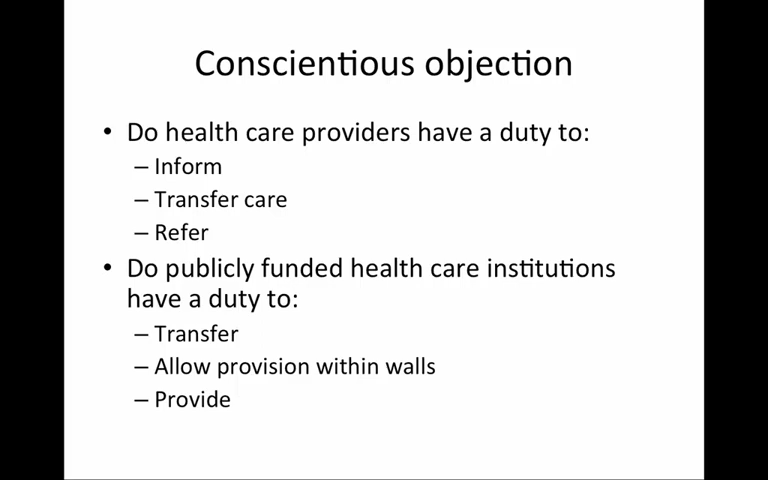 Conscientious objection
• Do health care providers have a duty to:
– Inform
– Transfer care
– Refer
• Do publicly funded health care institutions
have a duty to:
– Transfer
– Allow provision within walls
– Provide